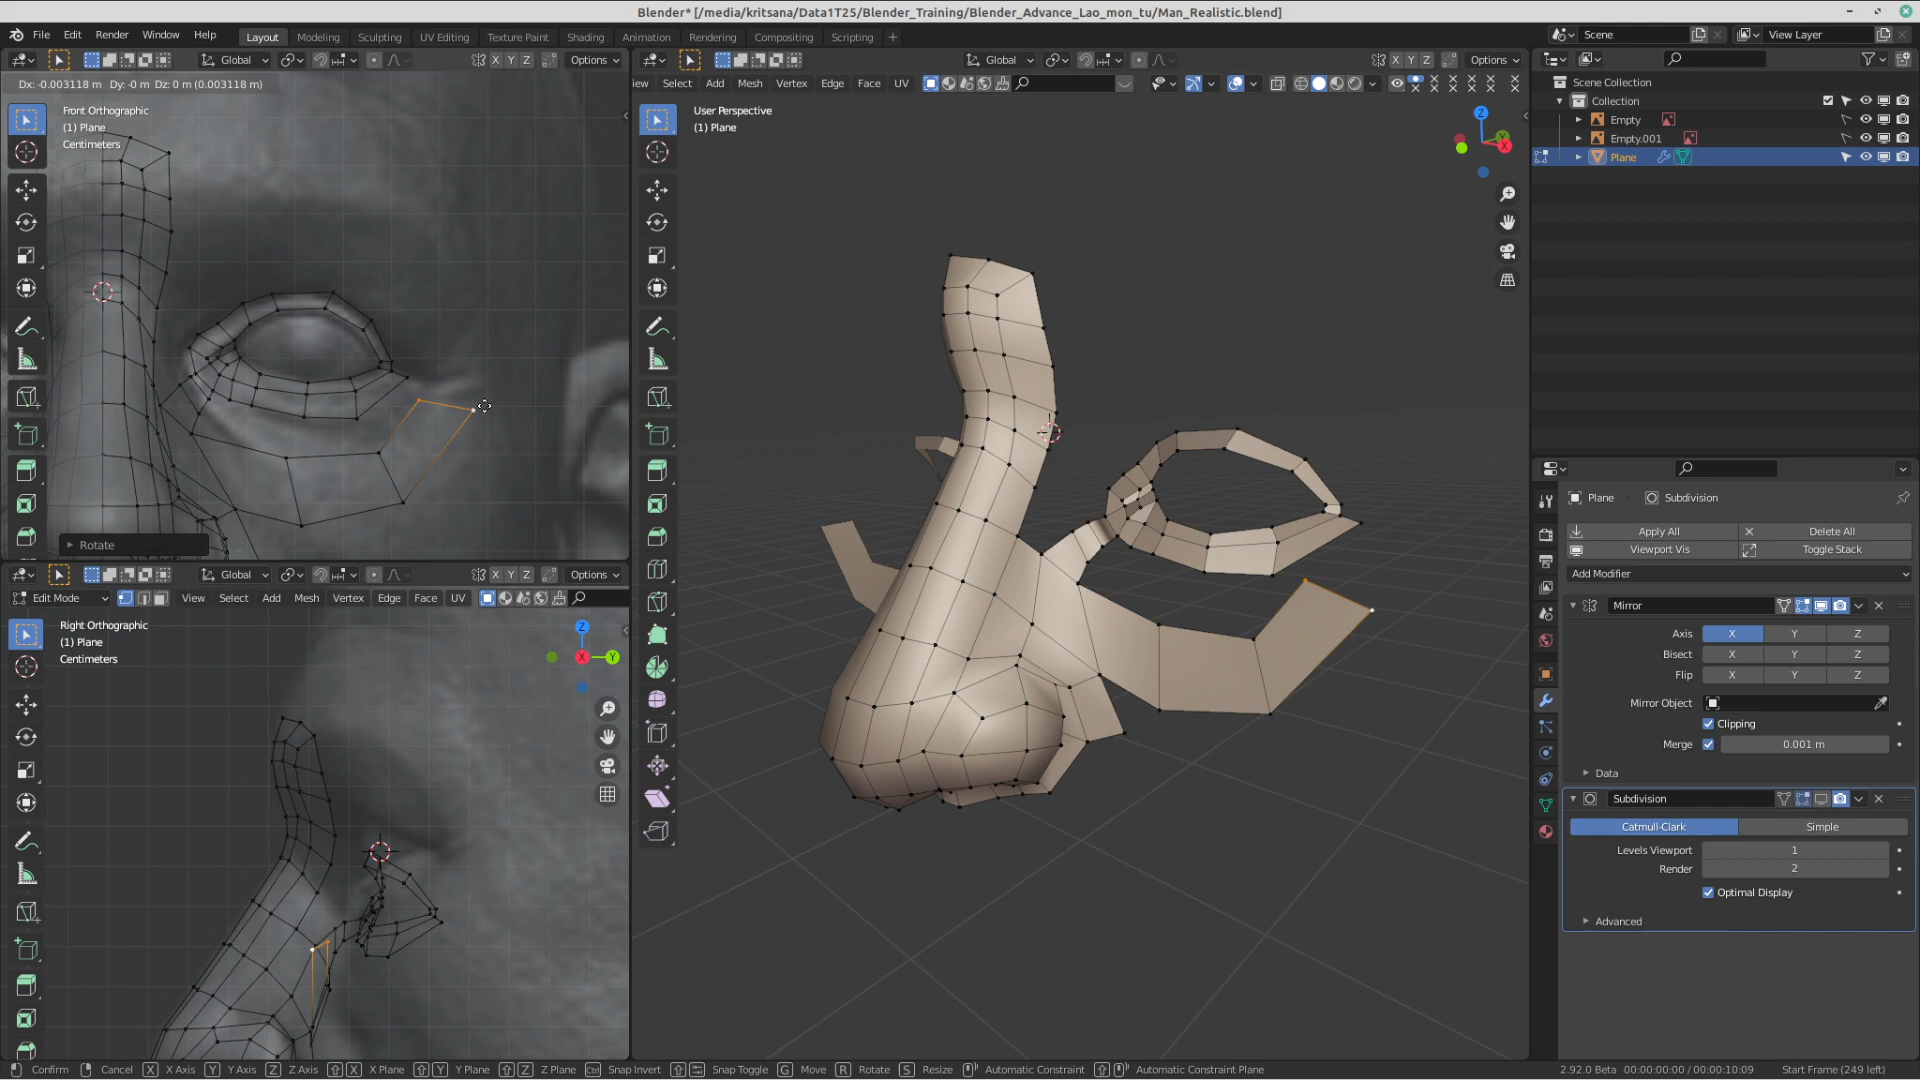 Blender* [/media/kritsana/Data1T25/Blender_Training/Blender_Advance_Lao_mon_tu/Man_Realistic.blend]
File Edit Render Window Help Layout Modeling Sculpting UV Editing Texture Paint Shading Animation Rendering Compositing Scripting + Scene View Layer
Global X Y Z Options Global X Y Z Options
Dx: -0.003118 m Dy: -0 m Dz: 0 m (0.003118 m) iew Select Add Mesh Vertex Edge Face UV
Front Orthographic
(1) Plane
Centimeters
User Perspective
(1) Plane
Z
Y
X
Rotate
Global X Y Z Options
Edit Mode View Select Add Mesh Vertex Edge Face UV
Right Orthographic
(1) Plane
Centimeters
Z
X Y
Scene Collection
Collection
Empty
Empty.001
Plane
Plane Subdivision
Apply All Delete All
Viewport Vis Toggle Stack
Add Modifier
Mirror
Axis X Y Z
Bisect X Y Z
Flip X Y Z
Mirror Object
Clipping
Merge 0.001 m
Data
Subdivision
Catmull-Clark Simple
Levels Viewport 1
Render 2
Optimal Display
Advanced
Confirm Cancel X X Axis Y Y Axis Z Z Axis X X Plane Y Y Plane Z Z Plane Ctrl Snap Invert Snap Toggle G Move R Rotate S Resize Automatic Constraint Automatic Constraint Plane 2.92.0 Beta 00:00:00:00 / 00:00:10:09 Start Frame (249 left)